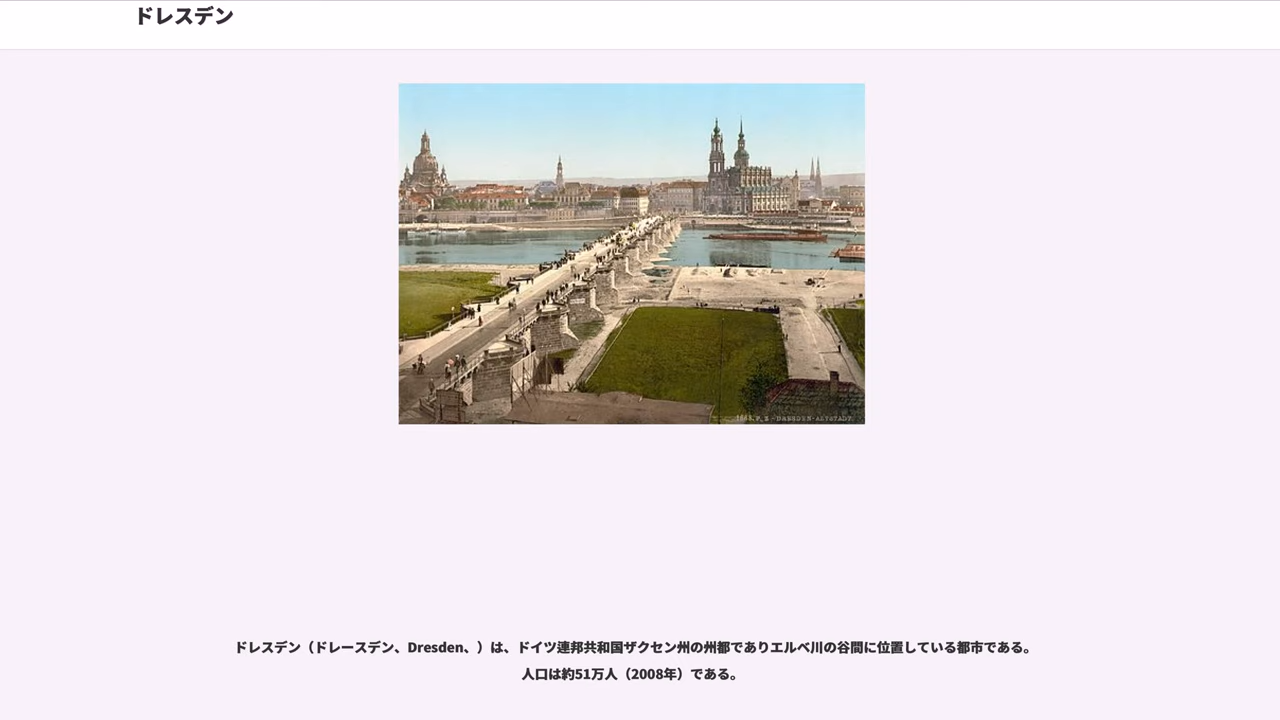 ドレスデン
DRESDEN-ALTSTADT.
ドレスデン（ドレースデン、Dresden、）は、ドイツ連邦共和国ザクセン州の州都でありエルベ川の谷間に位置している都市である。
人口は約51万人（2008年）である。